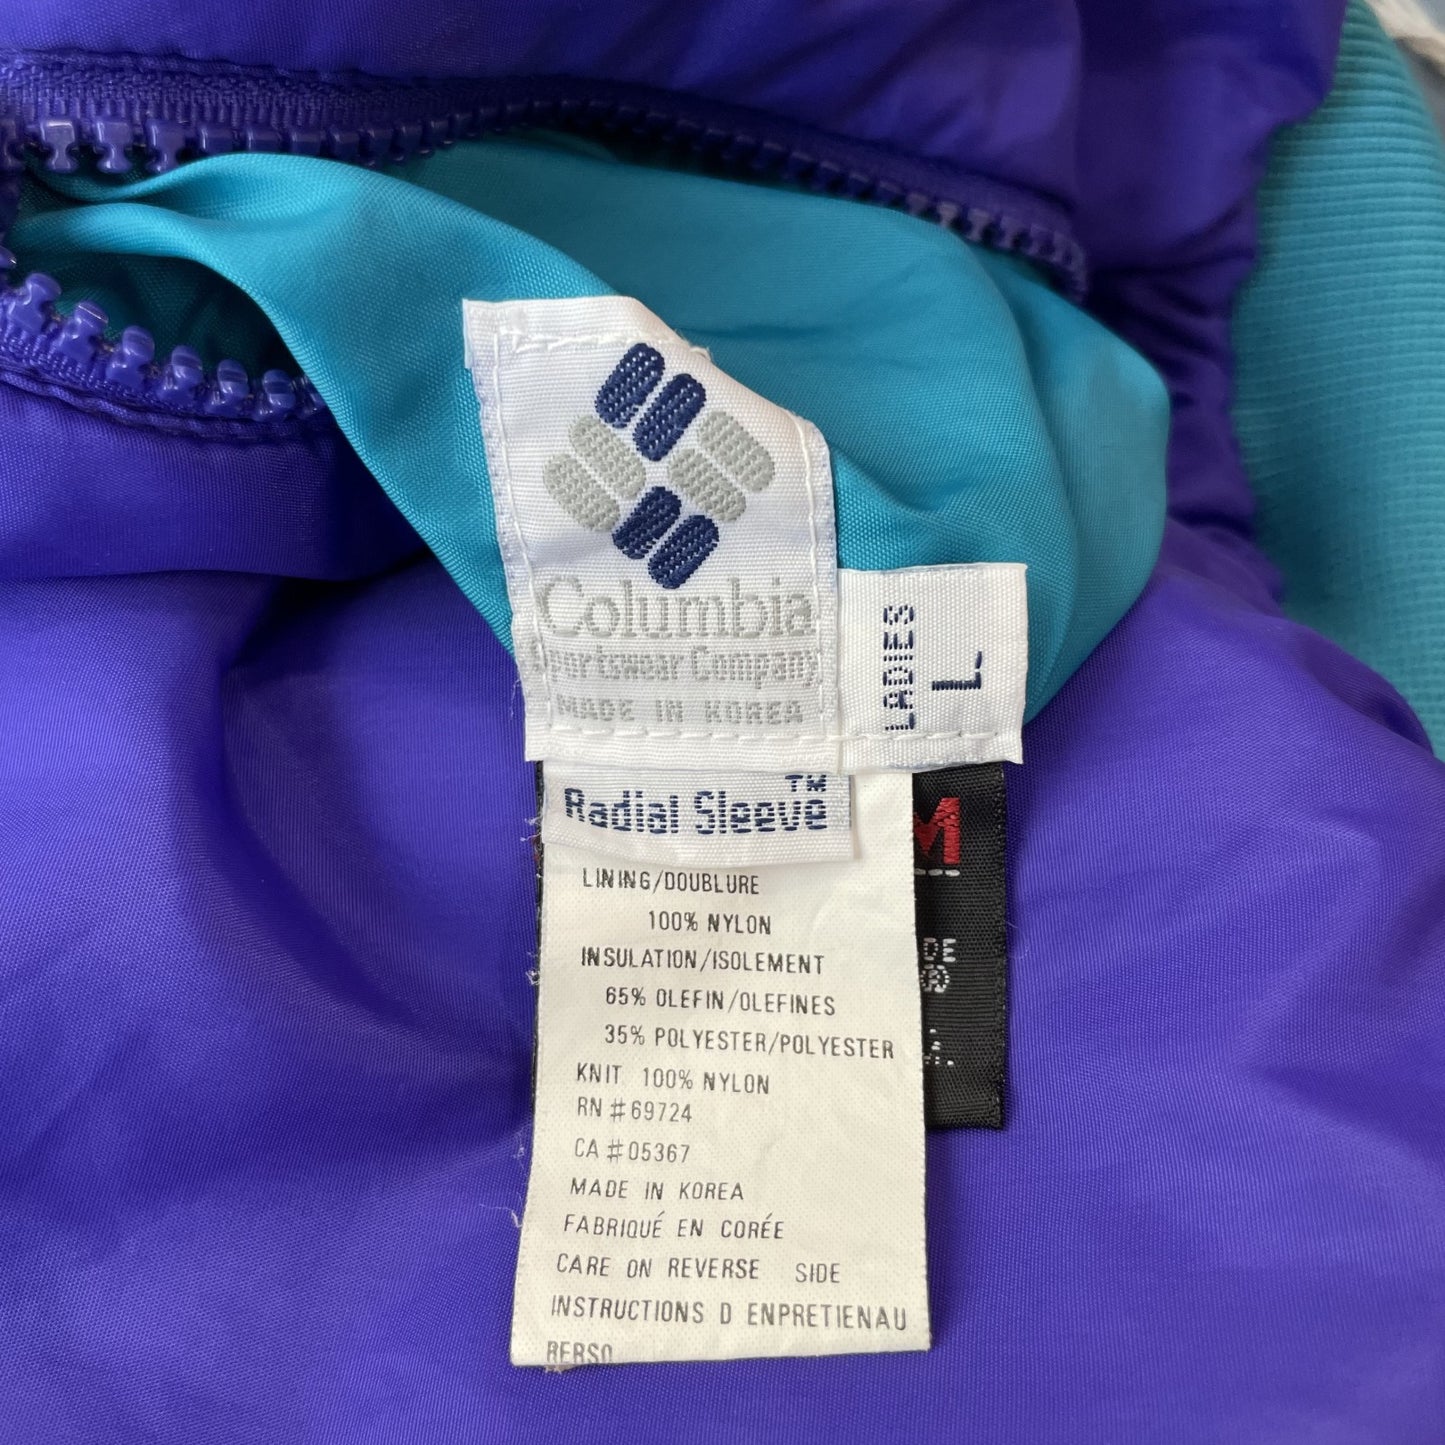 Columbia
Sportswear Company
MADE IN KOREA
LADIES
L
Radial Sleeve™
LINING/DOUBLURE
100% NYLON
INSULATION/ISOLEMENT
65% OLEFIN/OLEFINES
35% POLYESTER/POLYESTER
KNIT 100% NYLON
RN #69724
CA #05367
MADE IN KOREA
FABRIQUÉ EN CORÉE
CARE ON REVERSE SIDE
INSTRUCTIONS D ENPRETIENAU
M